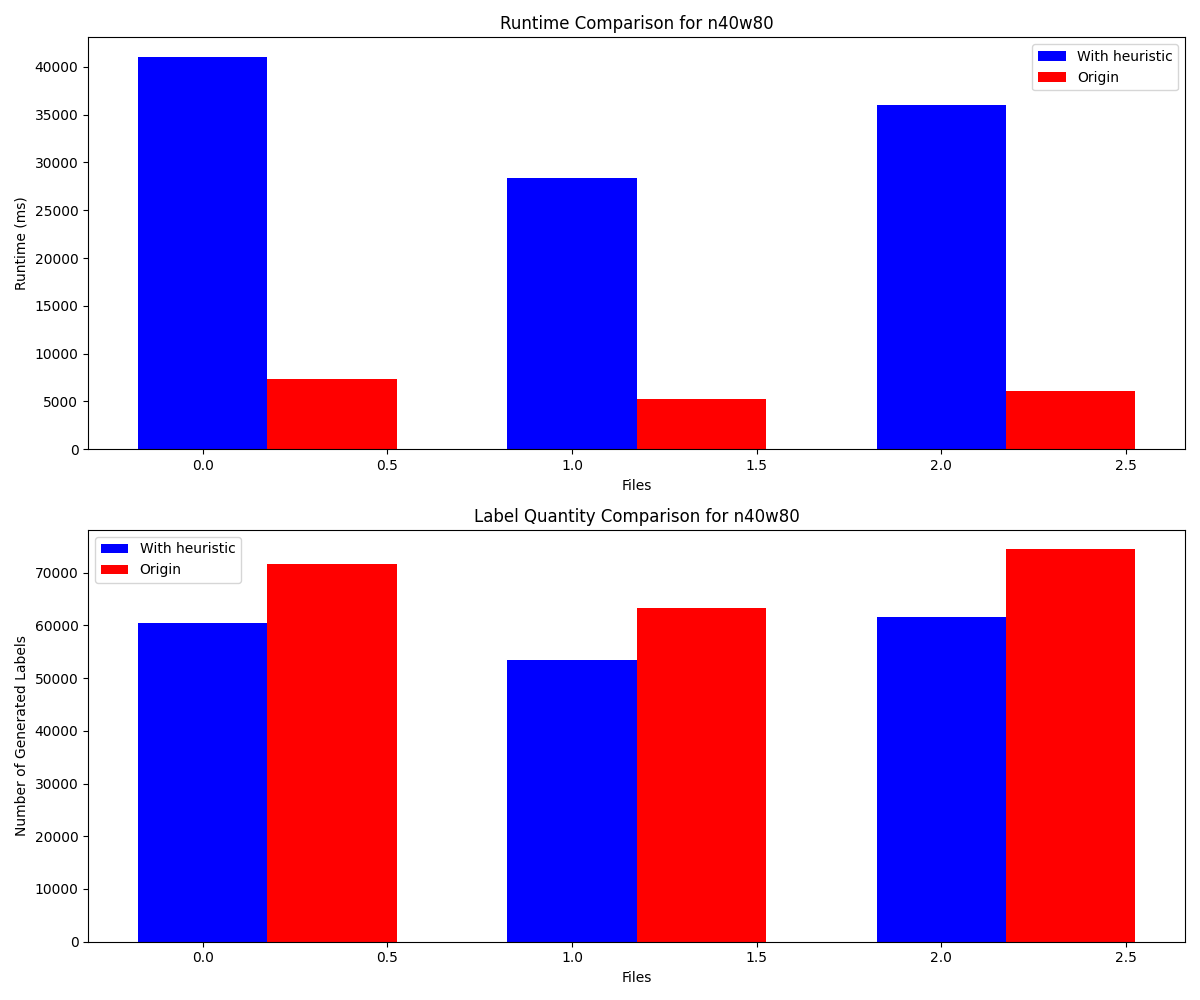 Runtime Comparison for n40w80
With heuristic
Origin
Runtime (ms)
40000
35000
30000
25000
20000
15000
10000
5000
0
0.0 0.5 1.0 1.5 2.0 2.5
Files
Label Quantity Comparison for n40w80
With heuristic
Origin
Number of Generated Labels
70000
60000
50000
40000
30000
20000
10000
0
0.0 0.5 1.0 1.5 2.0 2.5
Files